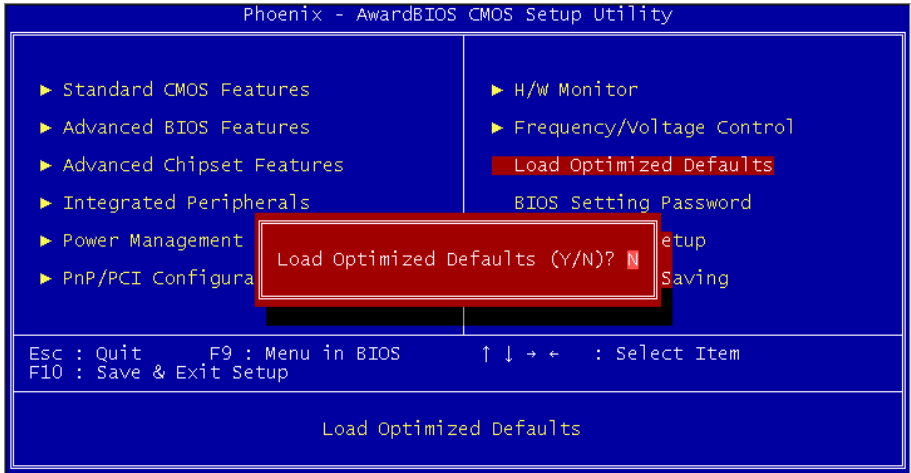 Phoenix - AwardBIOS CMOS Setup Utility
► Standard CMOS Features
► Advanced BIOS Features
► Advanced Chipset Features
► Integrated Peripherals
► Power Management
► PnP/PCI Configura
► H/W Monitor
► Frequency/Voltage Control
Load Optimized Defaults
BIOS Setting Password
etup
Saving
Load Optimized Defaults (Y/N)? N
Esc : Quit F9 : Menu in BIOS ↑ ↓ → ← : Select Item
F10 : Save & Exit Setup
Load Optimized Defaults